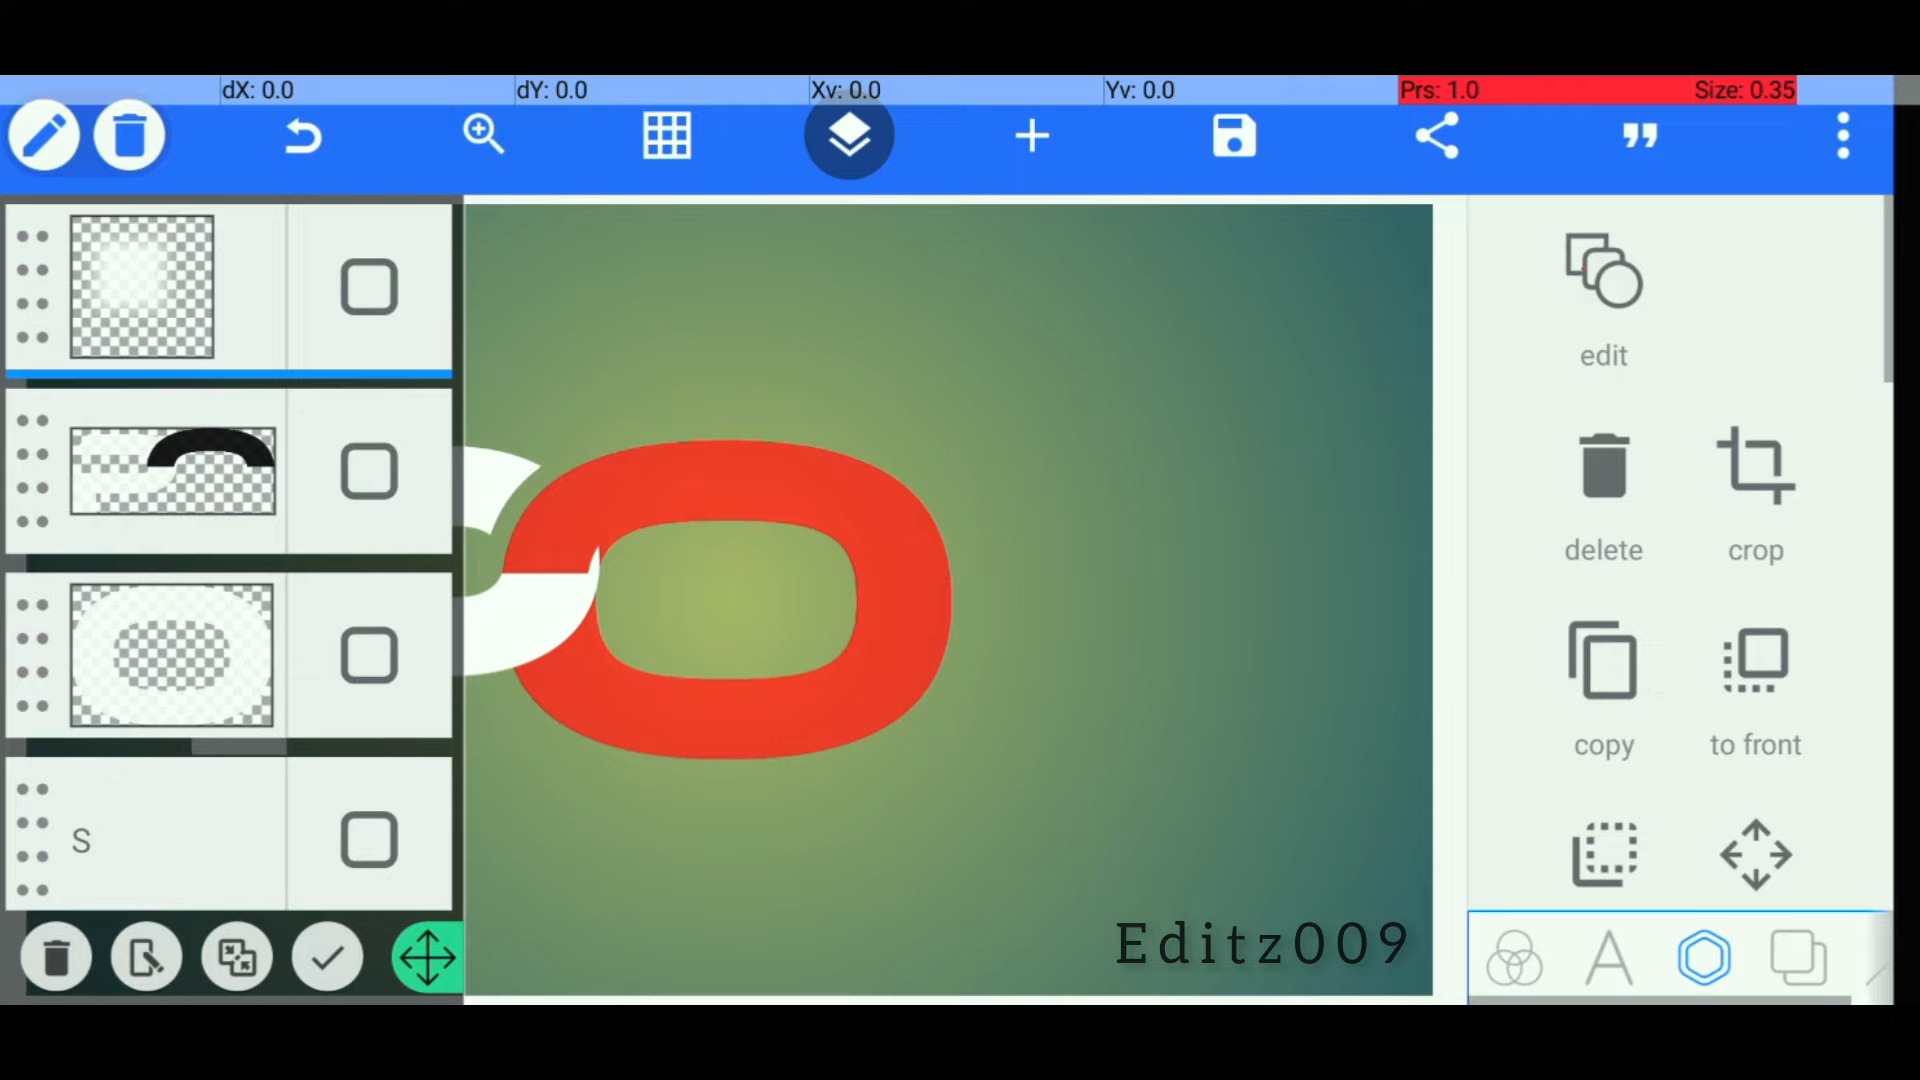 dX: 0.0 dY: 0.0 Xv: 0.0 Yv: 0.0 Prs: 1.0 Size: 0.35
edit
delete crop
copy to front
S
Editz009